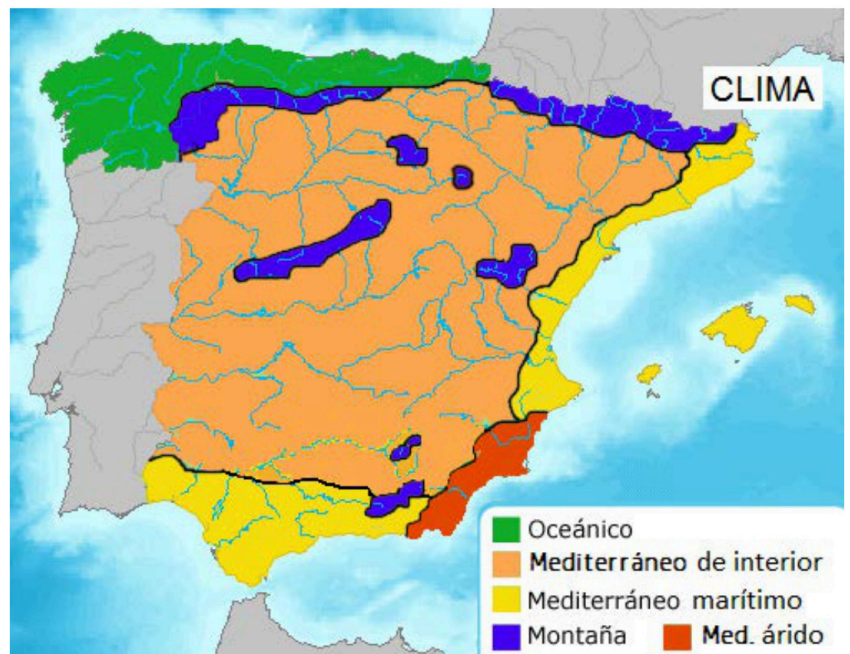 CLIMA
Oceánico
Mediterráneo de interior
Mediterráneo marítimo
Montaña Med. árido